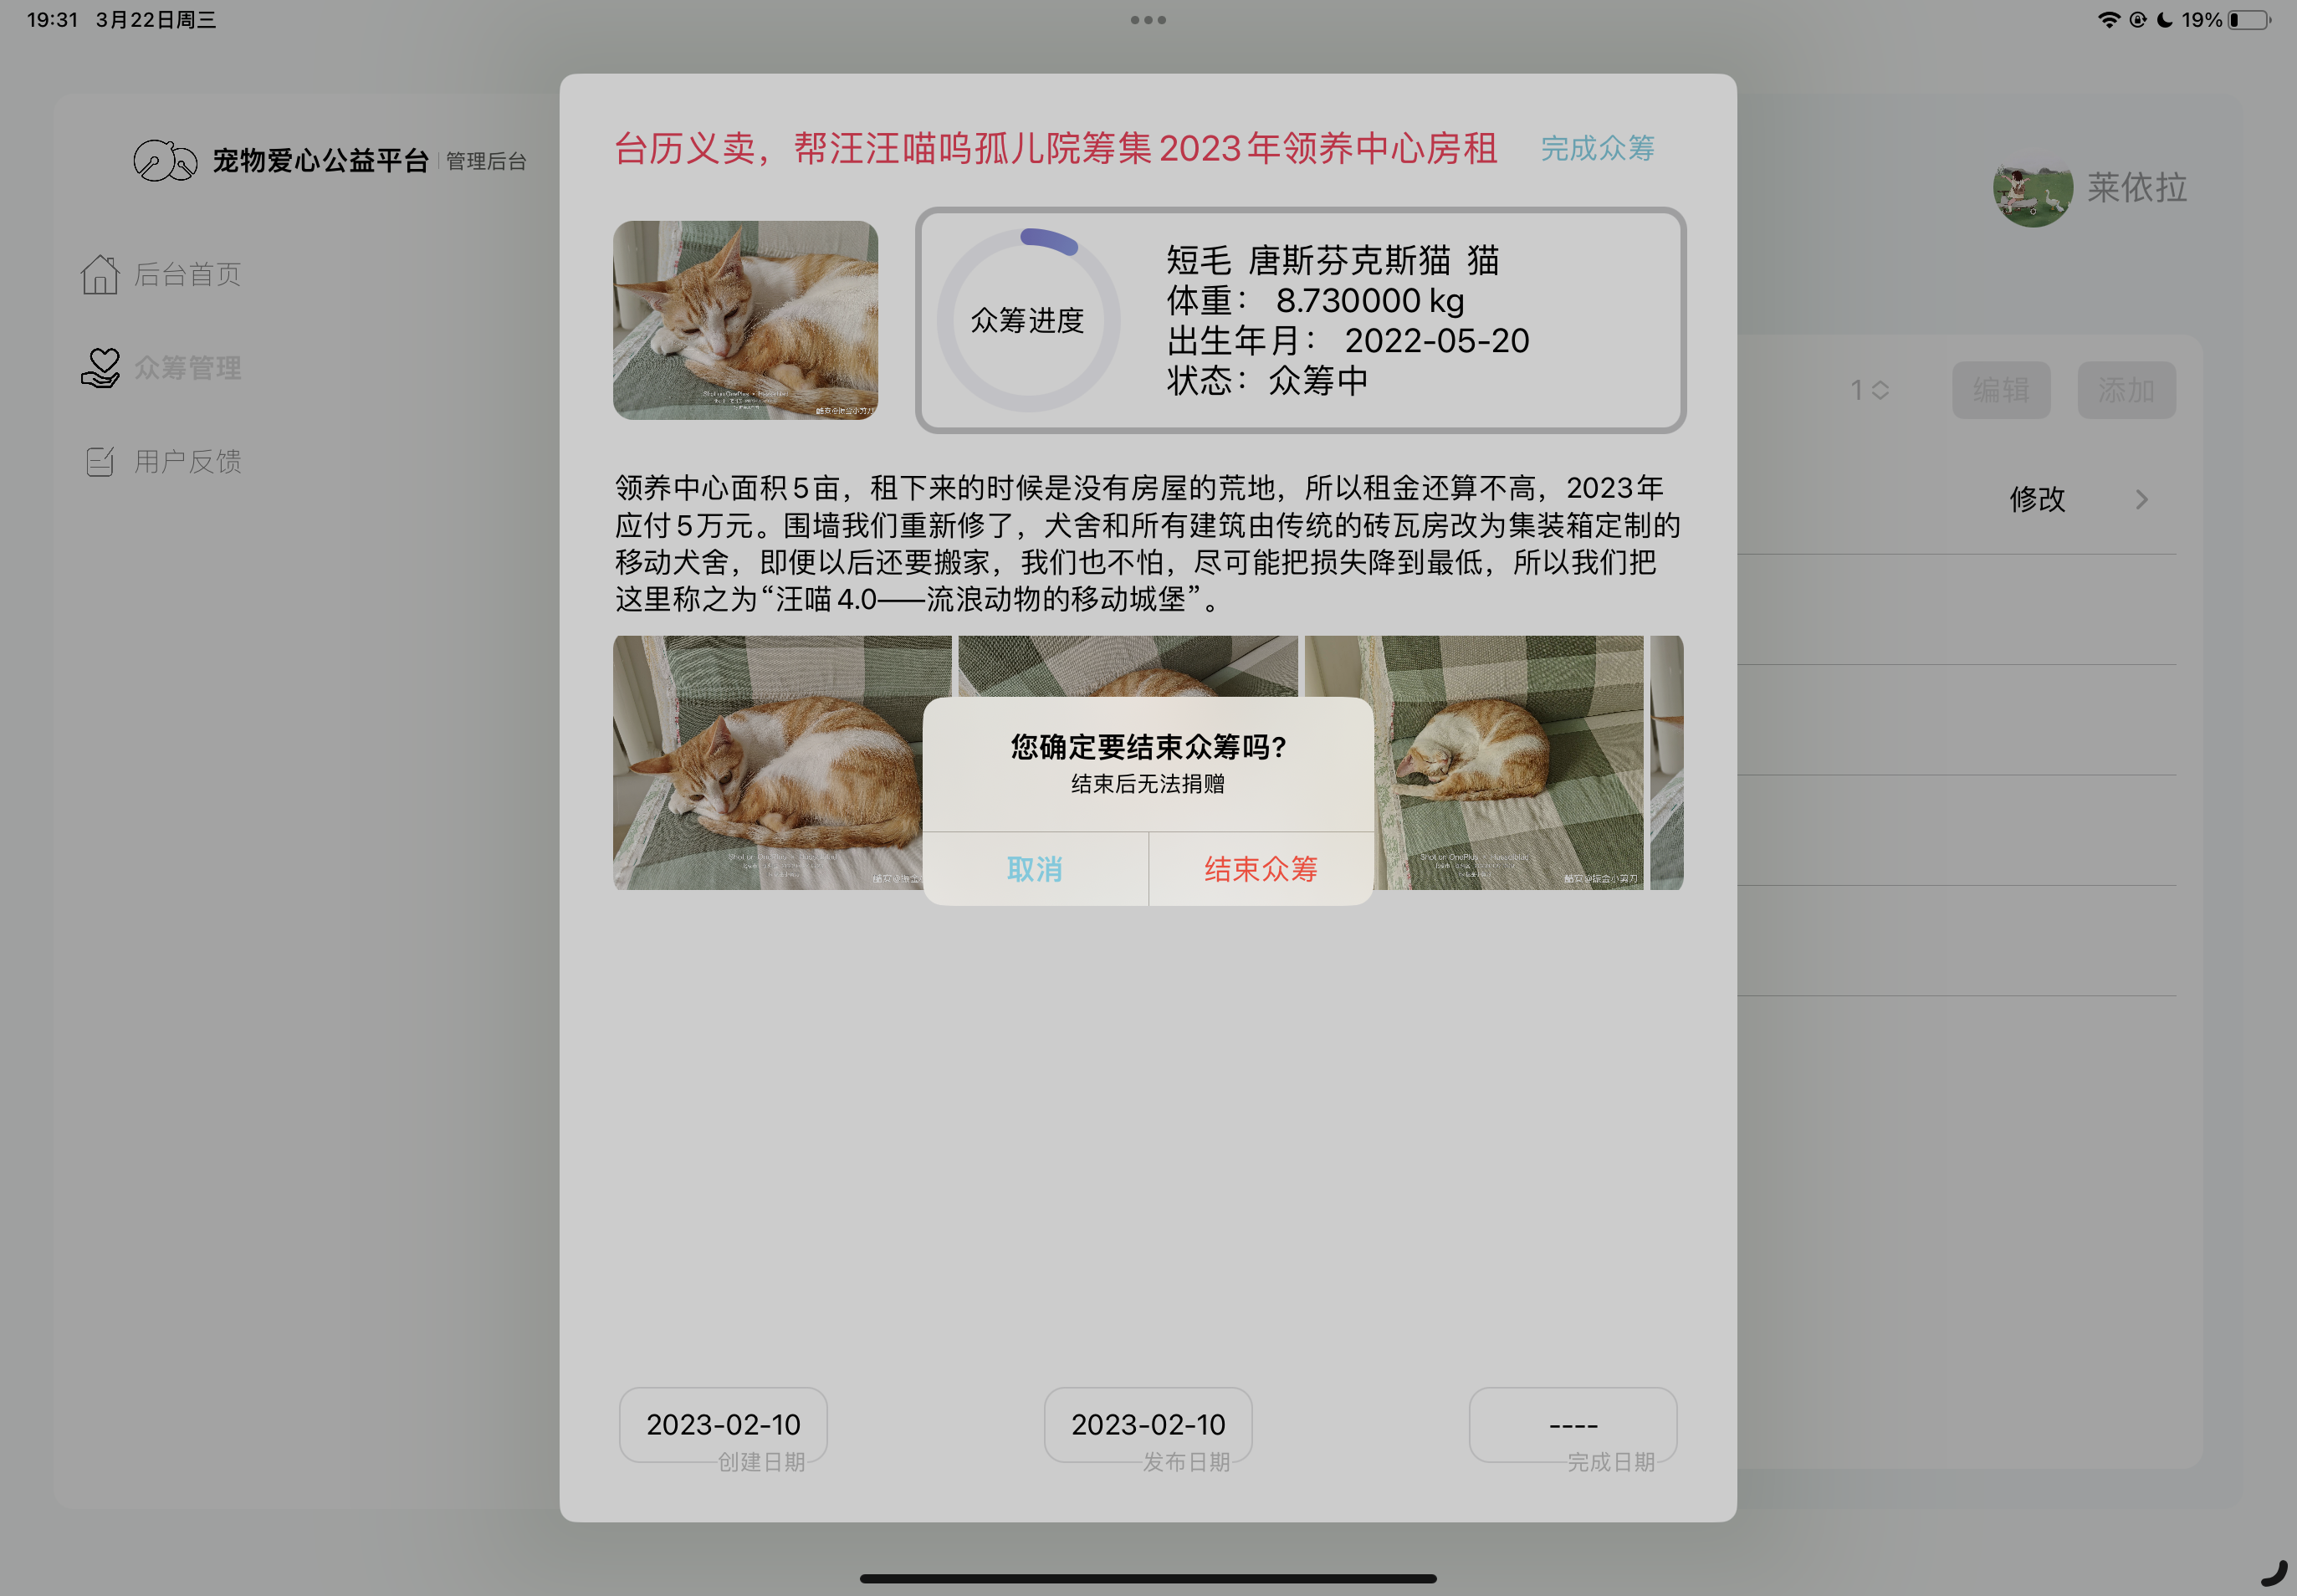 19:31 3月22日周三
19%
宠物爱心公益平台 管理后台
后台首页
众筹管理
用户反馈
台历义卖，帮汪汪喵呜孤儿院筹集2023年领养中心房租 完成众筹
莱依拉
众筹进度
短毛 唐斯芬克斯猫 猫
体重： 8.730000 kg
出生年月： 2022-05-20
状态：众筹中
1
编辑
添加
修改
领养中心面积5亩，租下来的时候是没有房屋的荒地，所以租金还算不高，2023年
应付5万元。围墙我们重新修了，犬舍和所有建筑由传统的砖瓦房改为集装箱定制的
移动犬舍，即便以后还要搬家，我们也不怕，尽可能把损失降到最低，所以我们把
这里称之为“汪喵4.0——流浪动物的移动城堡”。
您确定要结束众筹吗?
结束后无法捐赠
取消
结束众筹
2023-02-10
创建日期
2023-02-10
发布日期
----
完成日期